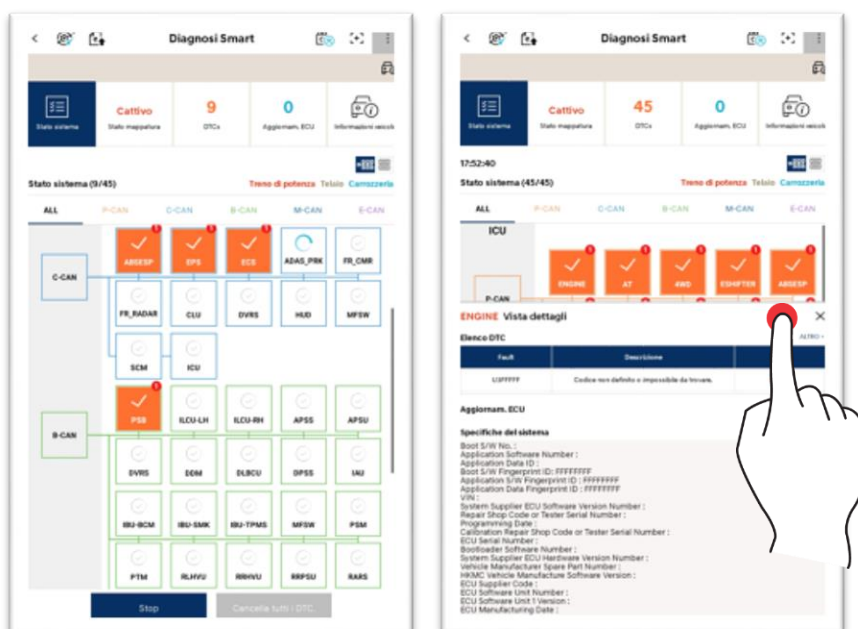 Diagnosi Smart
Cattivo 9 0
Stato sistema Stato mappatura DTCs Aggiornam. ECU Informazioni veicolo
Stato sistema (9/45) Treno di potenza Telaio Carrozzeria
ALL P-CAN C-CAN B-CAN M-CAN E-CAN
C-CAN
ABSESP EPS ECS ADAS_PRK FR_CMR
FR_RADAR CLU DVRS HUD MFSW
SCM ICU
B-CAN
PSB ILCU-LH ILCU-RH APSS APSU
DVRS DDM DLBCU DPSS IAU
IBU-BCM IBU-SMK IBU-TPMS MFSW PSM
PTM RLHVU RRHVU RRPSU RARS
Stop Cancella tutti i DTC.
Diagnosi Smart
Cattivo 45 0
Stato sistema Stato mappatura DTCs Aggiornam. ECU Informazioni veicolo
17:52:40
Stato sistema (45/45) Treno di potenza Telaio Carrozzeria
ALL P-CAN C-CAN B-CAN M-CAN E-CAN
ICU
ENGINE AT 4WD ESHIFTER ABSESP
P-CAN
ENGINE Vista dettagli
Elenco DTC ALTRO
Fault Descrizione
Codice non definito o impossibile da trovare.
Aggiornam. ECU
Specifiche del sistema
Boot S/W No. :
Application Software Number :
Application Data ID :
Boot S/W Fingerprint ID: FFFFFFFF
Application S/W Fingerprint ID : FFFFFFFF
Application Data Fingerprint ID : FFFFFFFF
VIN :
System Supplier ECU Software Version Number :
Repair Shop Code or Tester Serial Number :
Programming Date :
Calibration Repair Shop Code or Tester Serial Number :
ECU Serial Number :
Bootloader Software Number :
System Supplier ECU Hardware Version Number :
Vehicle Manufacturer Spare Part Number :
HKMC Vehicle Manufacture Software Version :
ECU Supplier Code :
ECU Software Unit Number :
ECU Software Unit 1 Version :
ECU Manufacturing Date :